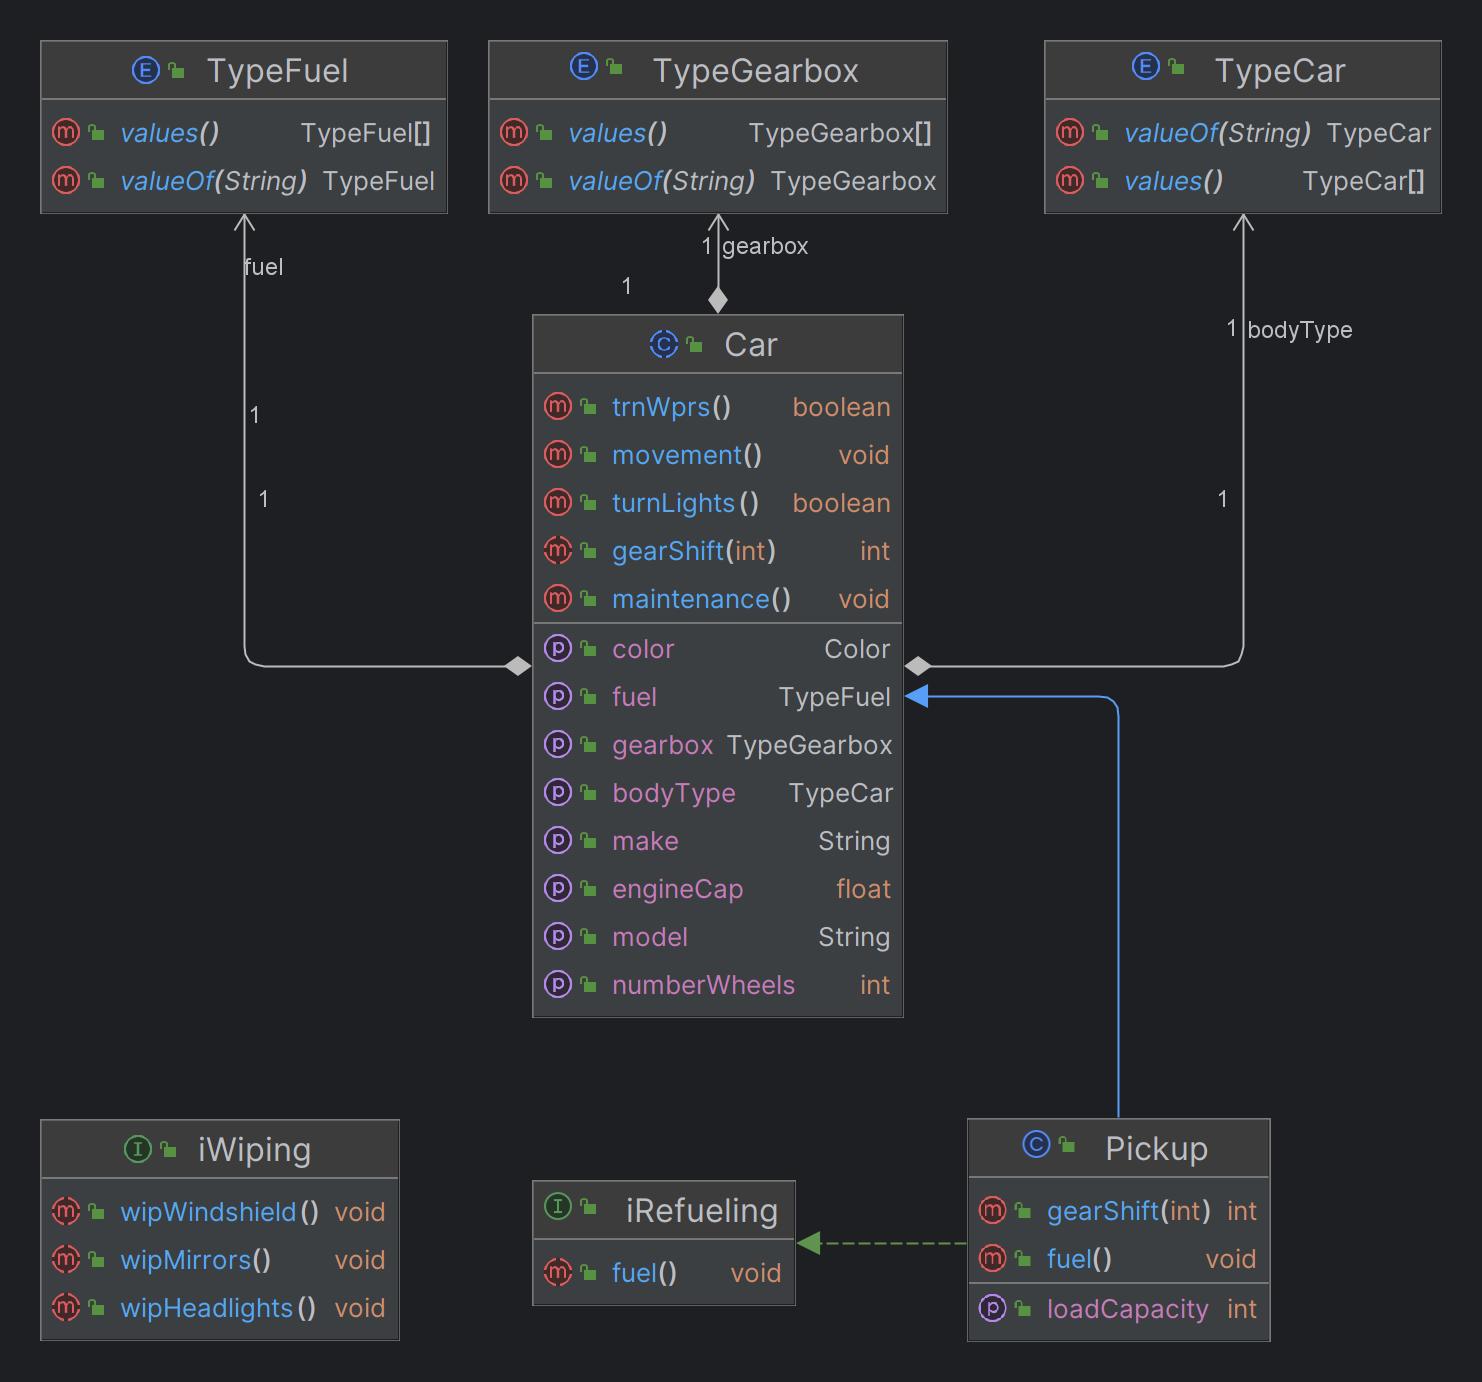 E TypeFuel
m values() TypeFuel[]
m valueOf(String) TypeFuel
E TypeGearbox
m values() TypeGearbox[]
m valueOf(String) TypeGearbox
E TypeCar
m valueOf(String) TypeCar
m values() TypeCar[]
fuel
1
1
1 gearbox
1
1 bodyType
1
C Car
m trnWprs() boolean
m movement() void
m turnLights() boolean
m gearShift(int) int
m maintenance() void
p color Color
p fuel TypeFuel
p gearbox TypeGearbox
p bodyType TypeCar
p make String
p engineCap float
p model String
p numberWheels int
I iWiping
m wipWindshield() void
m wipMirrors() void
m wipHeadlights() void
I iRefueling
m fuel() void
C Pickup
m gearShift(int) int
m fuel() void
p loadCapacity int